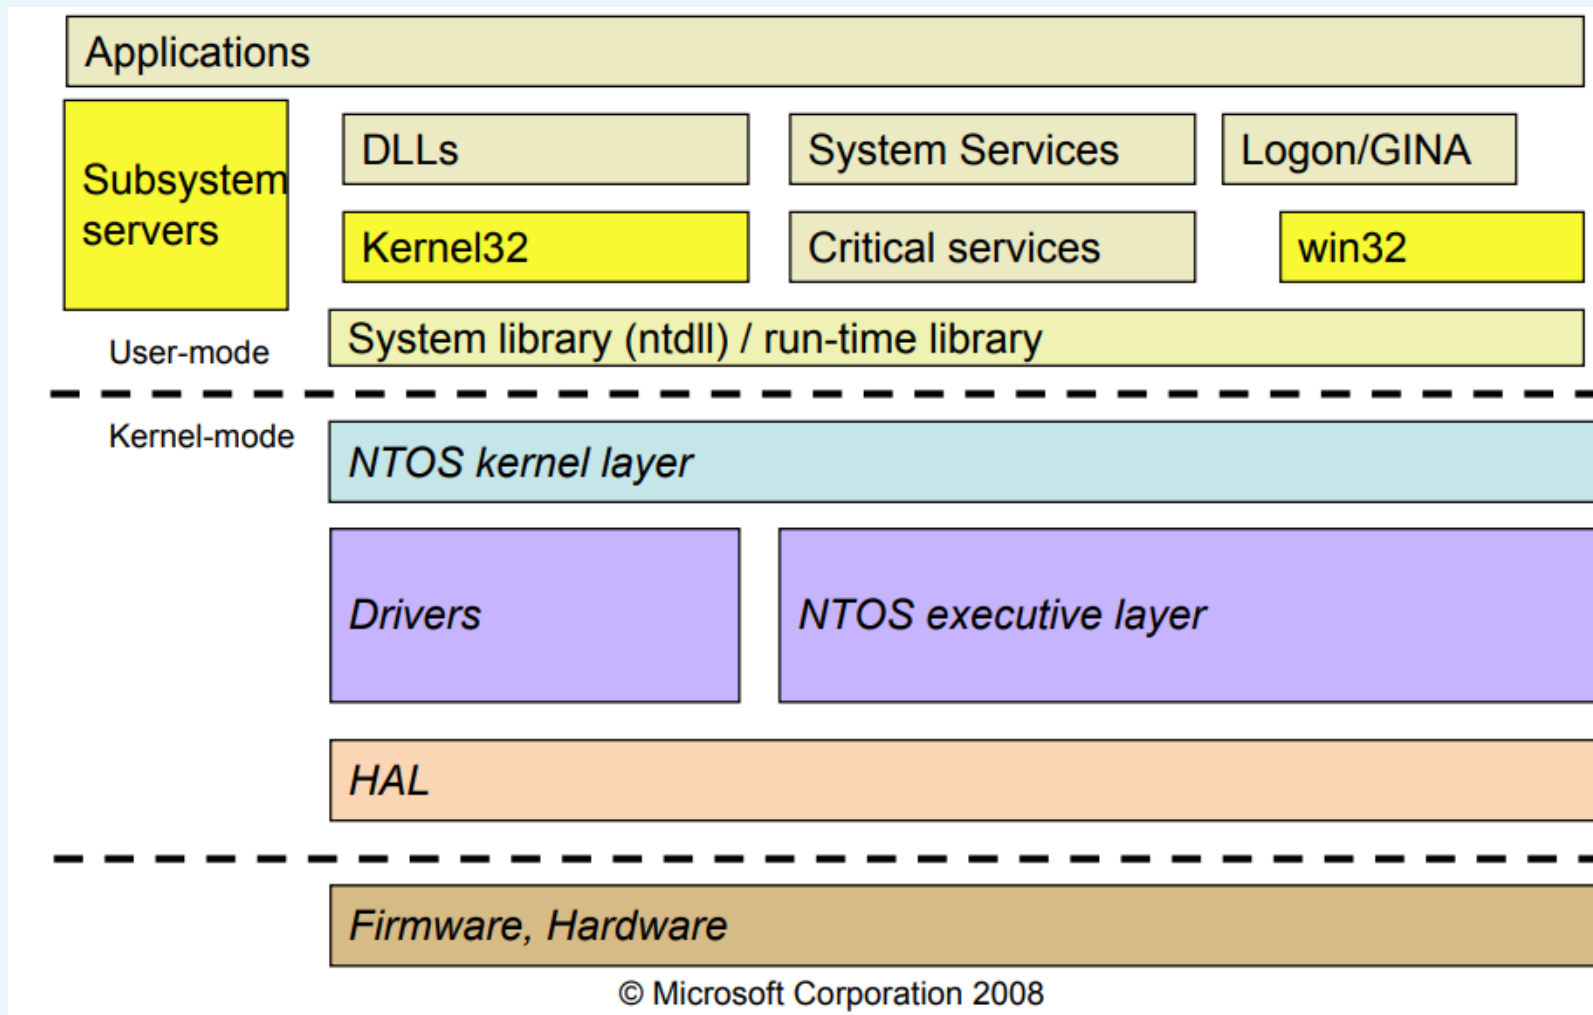 Applications
Subsystem
servers
DLLs
System Services
Logon/GINA
Kernel32
Critical services
win32
System library (ntdll) / run-time library
User-mode
Kernel-mode
NTOS kernel layer
Drivers
NTOS executive layer
HAL
Firmware, Hardware
© Microsoft Corporation 2008